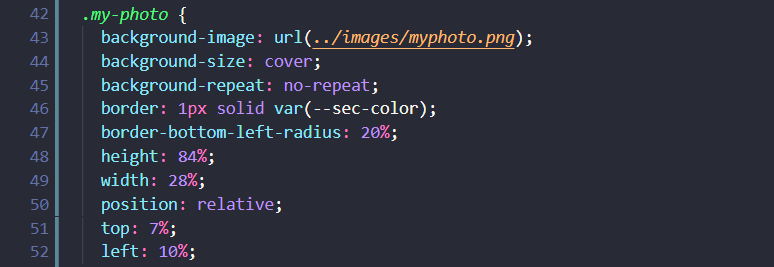 42 .my-photo {
43 background-image: url(../images/myphoto.png);
44 background-size: cover;
45 background-repeat: no-repeat;
46 border: 1px solid var(--sec-color);
47 border-bottom-left-radius: 20%;
48 height: 84%;
49 width: 28%;
50 position: relative;
51 top: 7%;
52 left: 10%;